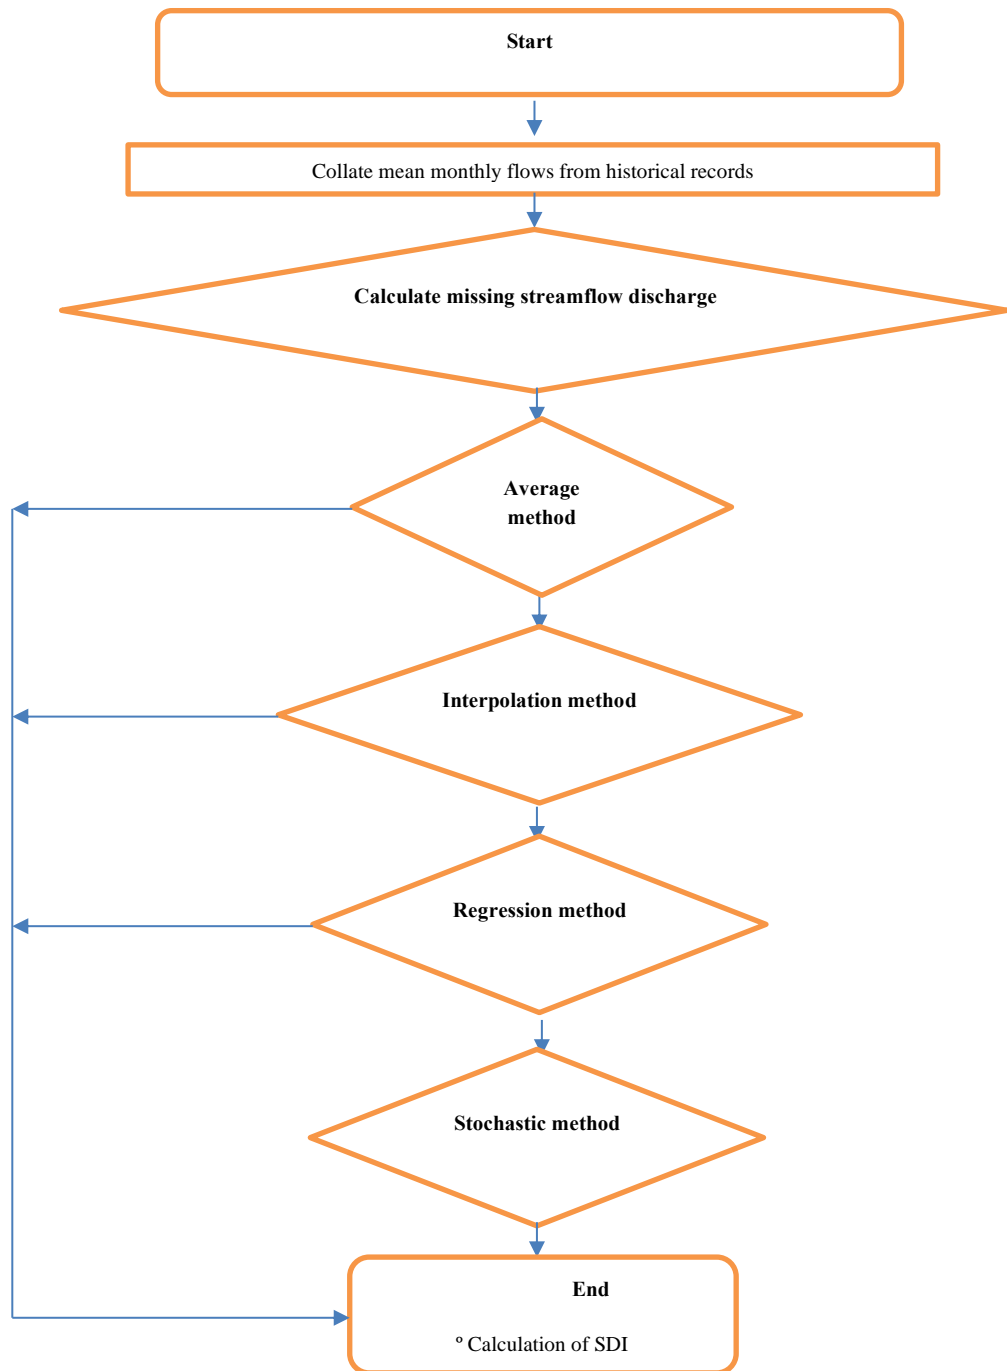 Start
Collate mean monthly flows from historical records
Calculate missing streamflow discharge
Average
method
Interpolation method
Regression method
Stochastic method
End
º Calculation of SDI